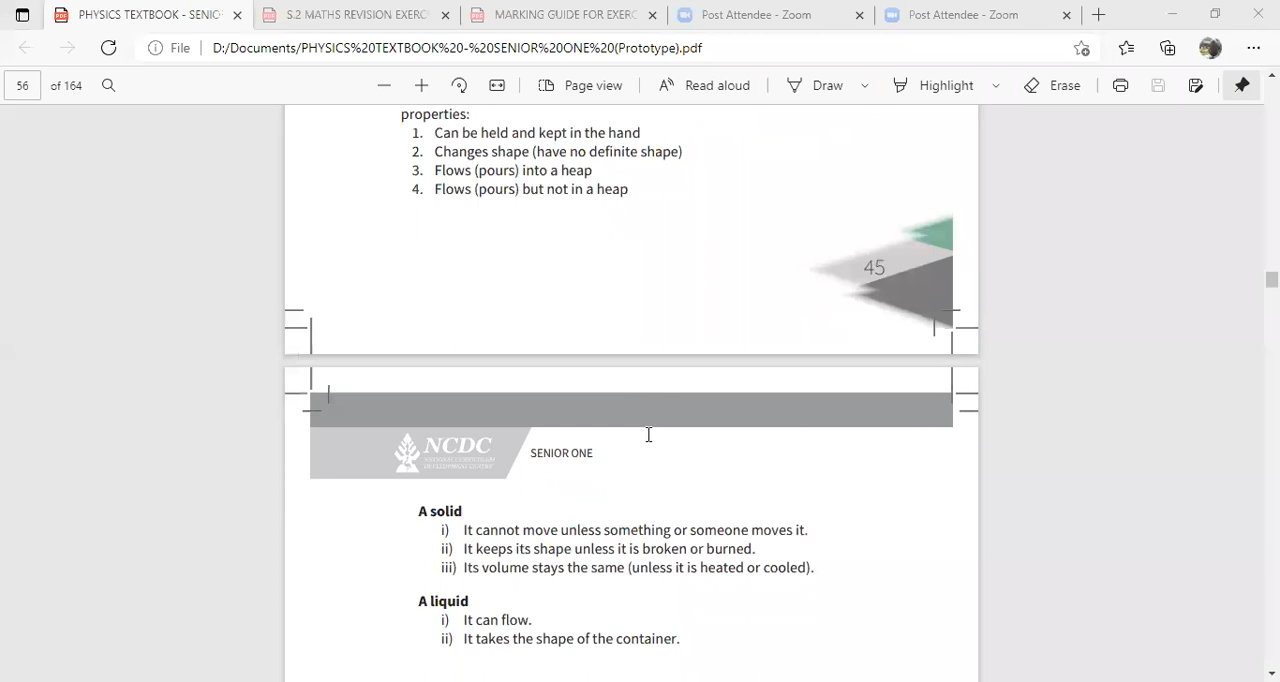 PHYSICS TEXTBOOK - SENIO
S.2 MATHS REVISION EXERC
MARKING GUIDE FOR EXERC
Post Attendee - Zoom
Post Attendee - Zoom
File
D:/Documents/PHYSICS%20TEXTBOOK%20-%20SENIOR%20ONE%20(Prototype).pdf
56
of 164
Page view
Read aloud
Draw
Highlight
Erase
properties:
1. Can be held and kept in the hand
2. Changes shape (have no definite shape)
3. Flows (pours) into a heap
4. Flows (pours) but not in a heap
45
NCDC
DEVELOPMENT CENTRE
SENIOR ONE
A solid
i) It cannot move unless something or someone moves it.
ii) It keeps its shape unless it is broken or burned.
iii) Its volume stays the same (unless it is heated or cooled).
A liquid
i) It can flow.
ii) It takes the shape of the container.